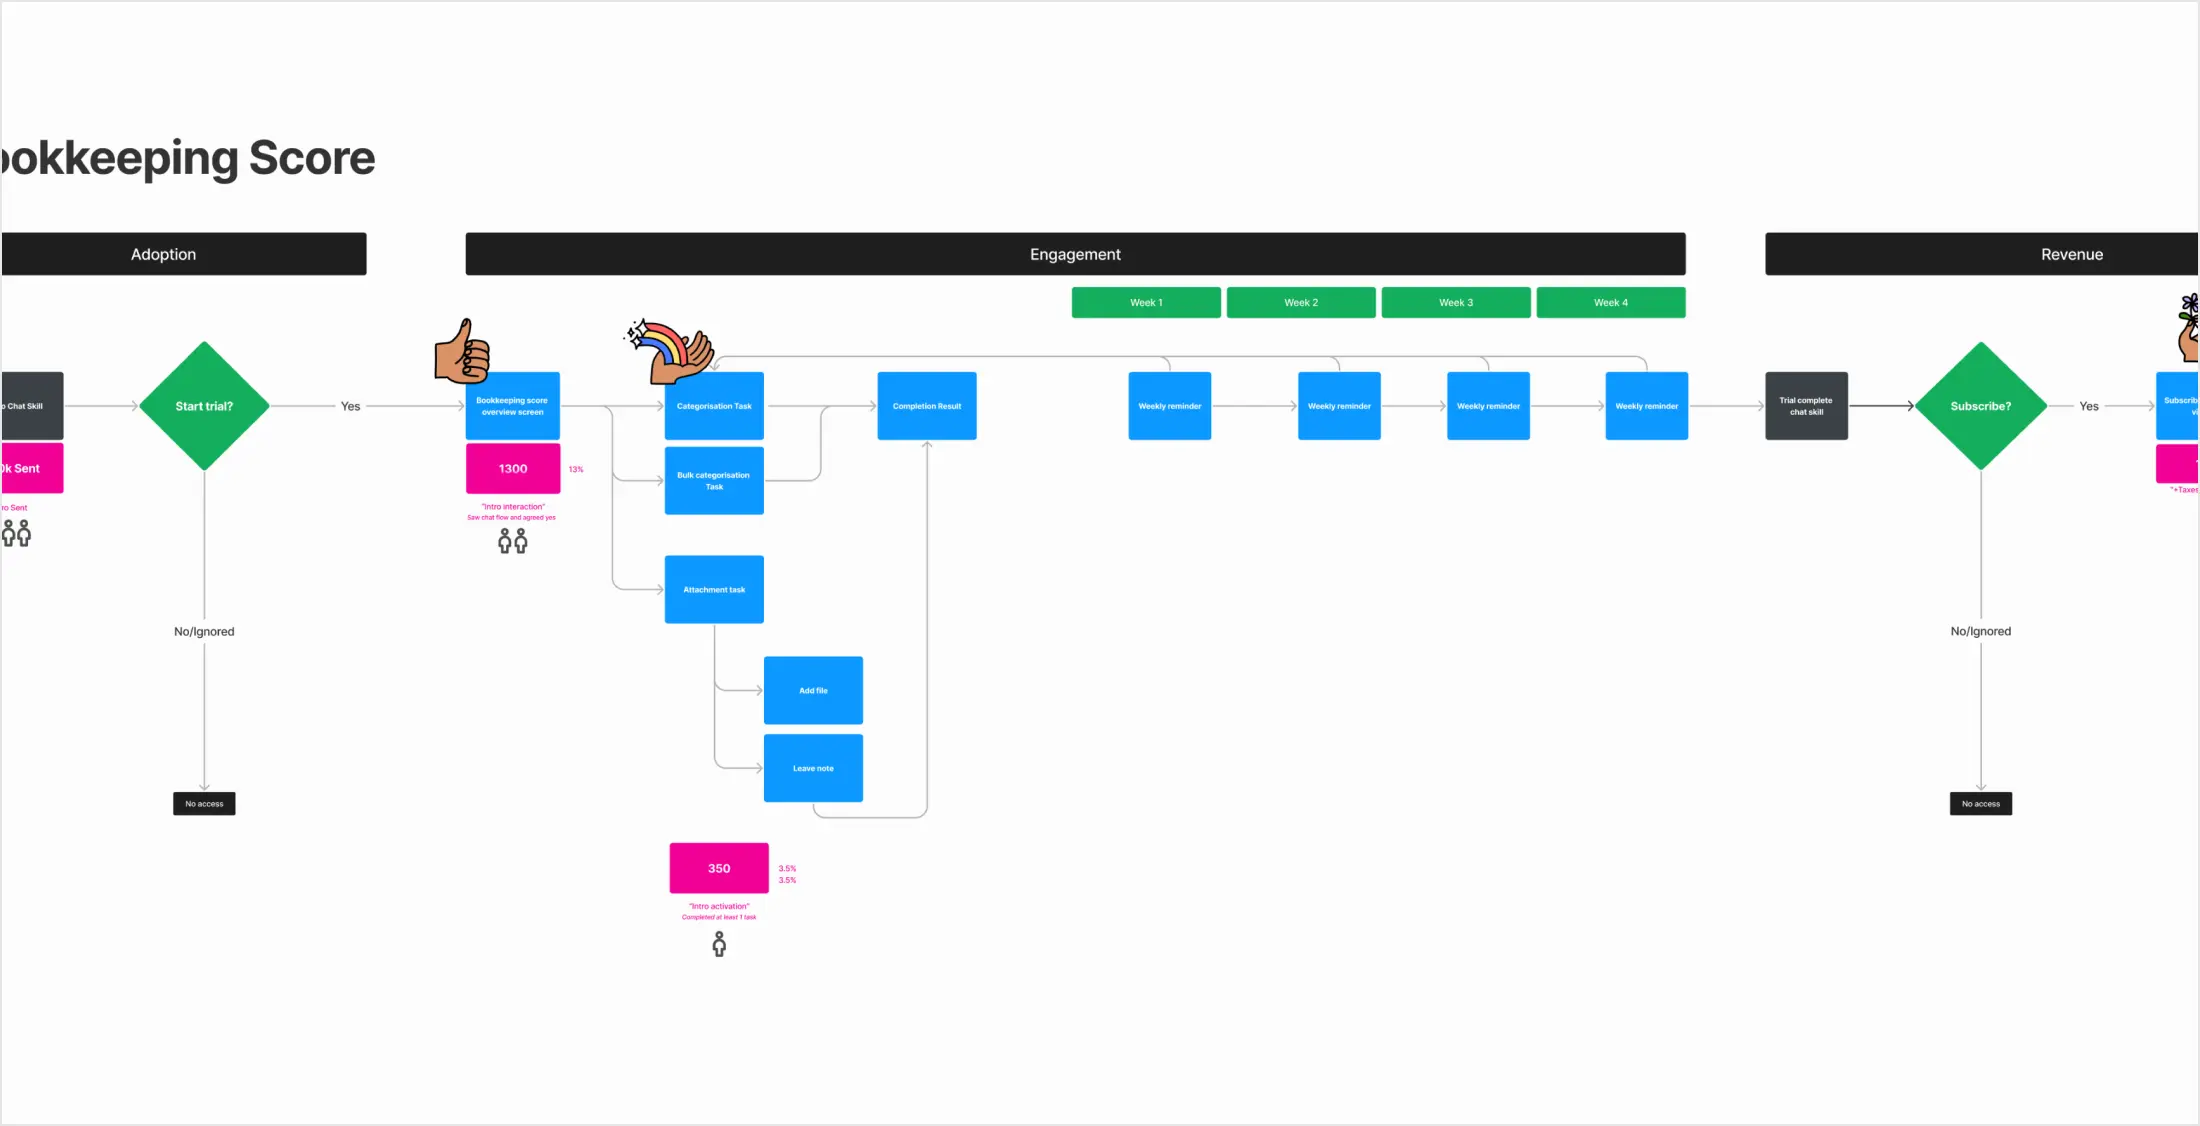 ookkeeping Score
Adoption
Engagement
Revenue
Week 1
Week 2
Week 3
Week 4
o Chat Skill
Start trial?
Yes
Bookkeeping score
overview screen
Categorisation Task
Completion Result
Weekly reminder
Weekly reminder
Weekly reminder
Weekly reminder
Trial complete
chat skill
Subscribe?
Yes
Subscrib
vi
0k Sent
1300
13%
Bulk categorisation
Task
ro Sent
"Intro interaction"
Saw chat flow and agreed yes
"+Taxes
Attachment task
No/Ignored
No/Ignored
Add file
Leave note
No access
No access
350
3.5%
3.5%
"Intro activation"
Completed at least 1 task